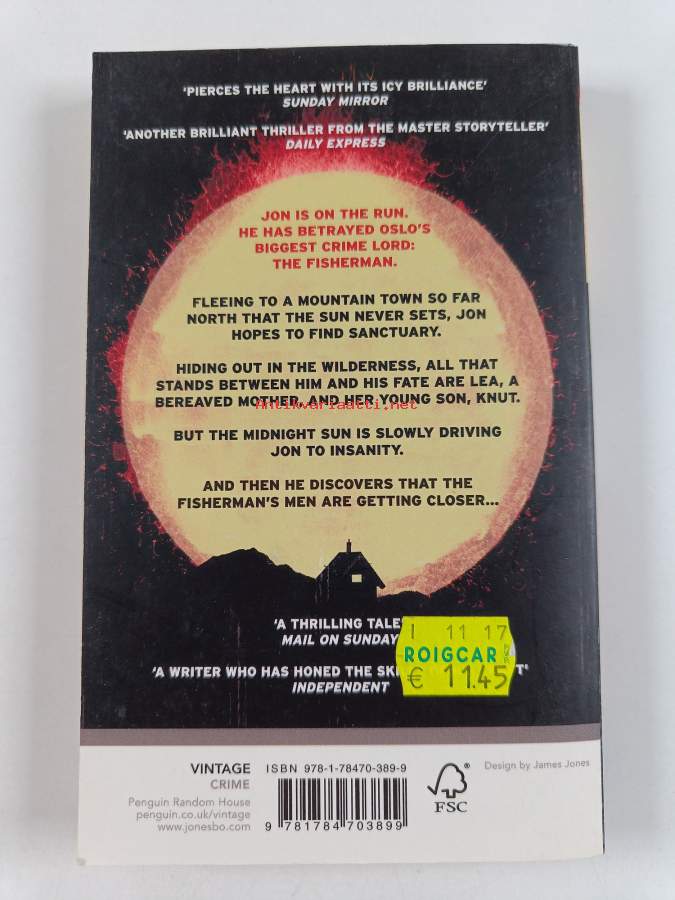 'PIERCES THE HEART WITH ITS ICY BRILLIANCE'
SUNDAY MIRROR
'ANOTHER BRILLIANT THRILLER FROM THE MASTER STORYTELLER'
DAILY EXPRESS
JON IS ON THE RUN.
HE HAS BETRAYED OSLO'S
BIGGEST CRIME LORD:
THE FISHERMAN.
FLEEING TO A MOUNTAIN TOWN SO FAR
NORTH THAT THE SUN NEVER SETS, JON
HOPES TO FIND SANCTUARY.
HIDING OUT IN THE WILDERNESS, ALL THAT
STANDS BETWEEN HIM AND HIS FATE ARE LEA, A
BEREAVED MOTHER, AND HER YOUNG SON, KNUT.
Antikvariaatti.net
BUT THE MIDNIGHT SUN IS SLOWLY DRIVING
JON TO INSANITY.
AND THEN HE DISCOVERS THAT THE
FISHERMAN'S MEN ARE GETTING CLOSER...
'A THRILLING TALE
MAIL ON SUNDAY
I 11 17
ROIGCAR
€ 11.45
'A WRITER WHO HAS HONED THE
INDEPENDENT
VINTAGE
CRIME
Penguin Random House
penguin.co.uk/vintage
www.jonesbo.com
ISBN 978-1-78470-389-9
9 781784 703899
FSC
Design by James Jones